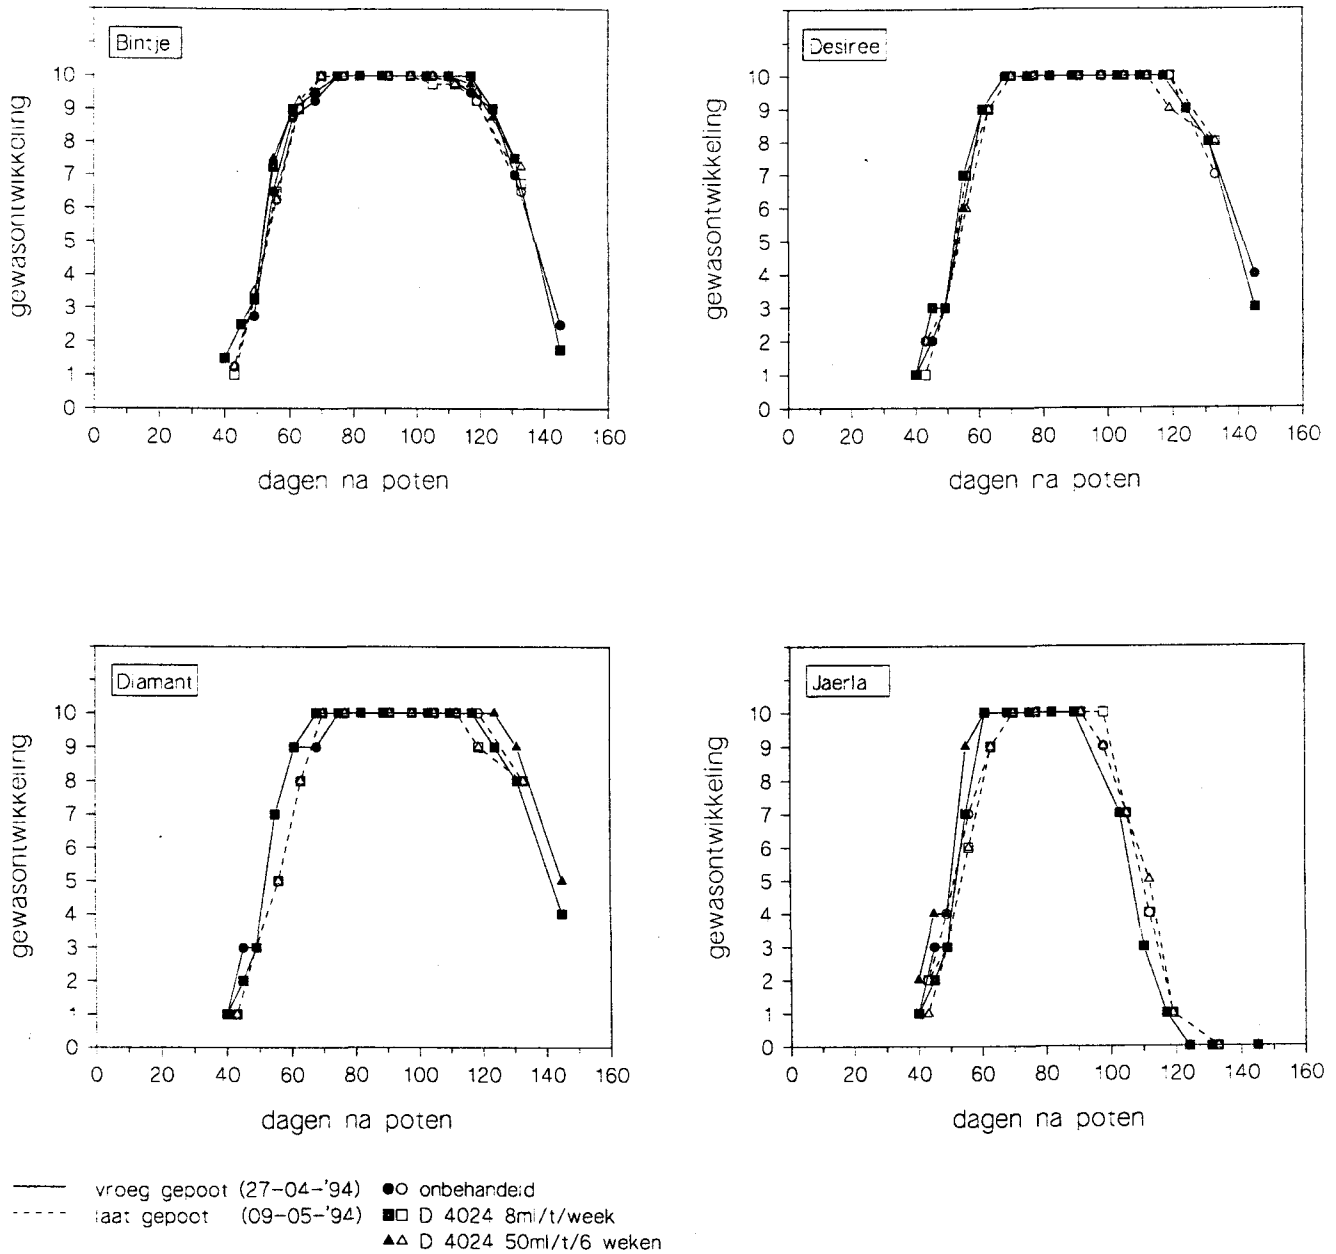 Bintje
gewasontwikkeling
10
9
8
7
6
5
4
3
2
1
0
0 20 40 60 80 100 120 140 160
dagen na poten
Desiree
gewasontwikkeling
10
9
8
7
6
5
4
3
2
1
0
0 20 40 60 80 100 120 140 160
dagen na poten
Diamant
gewasontwikkeling
10
9
8
7
6
5
4
3
2
1
0
0 20 40 60 80 100 120 140 160
dagen na poten
Jaerla
gewasontwikkeling
10
9
8
7
6
5
4
3
2
1
0
0 20 40 60 80 100 120 140 160
dagen na poten
vroeg gepoot (27-04-'94) onbehandeld
laat gepoot (09-05-'94) D 4024 8ml/t/week
D 4024 50ml/t/6 weken